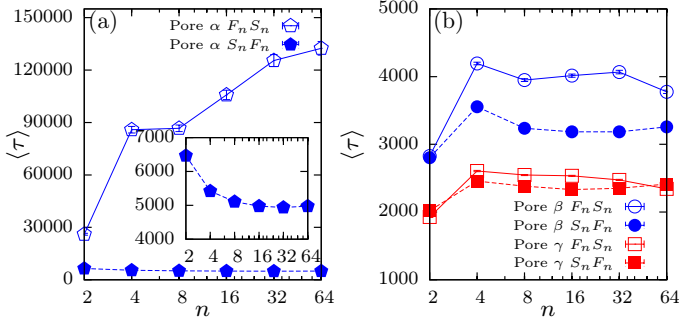 (a)
Pore α FₙSₙ
Pore α SₙFₙ
150000
120000
90000
60000
30000
0
⟨τ⟩
2 4 8 16 32 64
n
7000
6000
5000
4000
2 4 8 16 32 64
(b)
5000
4000
3000
2000
1000
⟨τ⟩
Pore β FₙSₙ
Pore β SₙFₙ
Pore γ FₙSₙ
Pore γ SₙFₙ
2 4 8 16 32 64
n